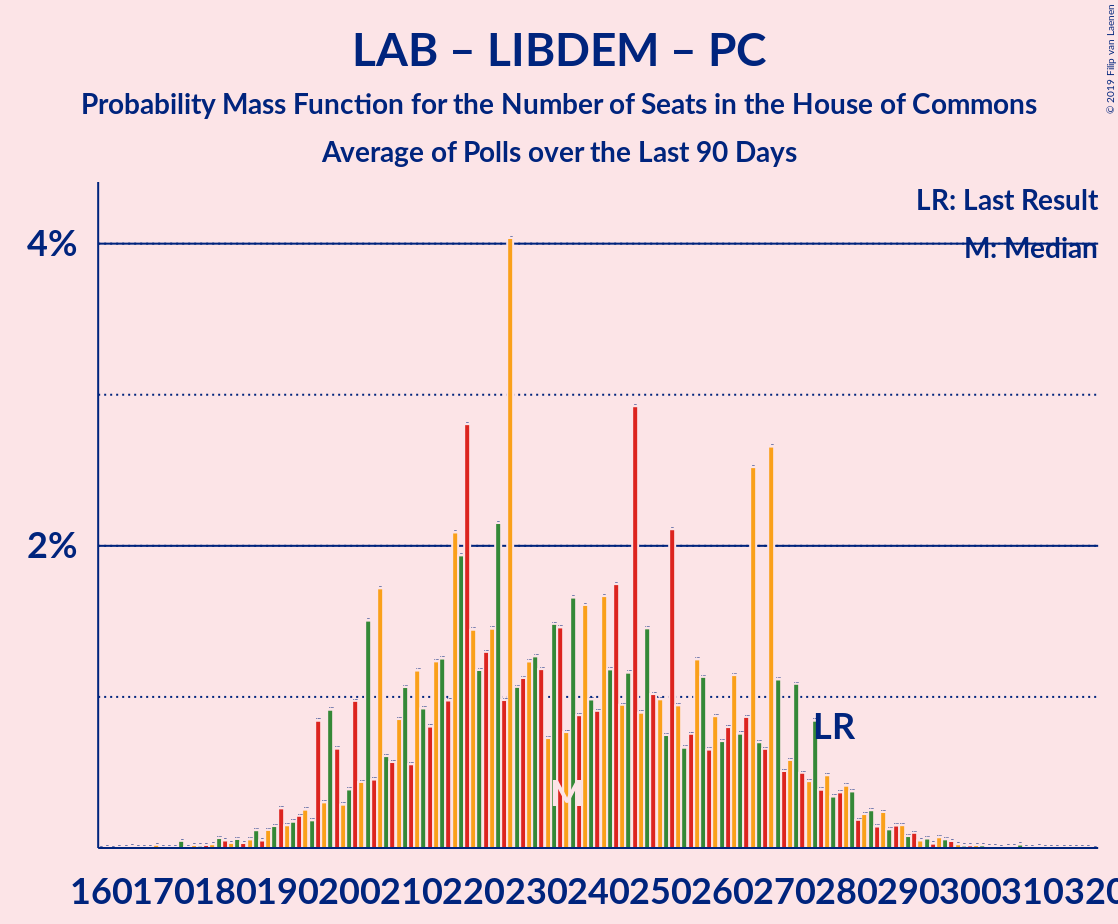 LAB – LIBDEM – PC
Probability Mass Function for the Number of Seats in the House of Commons
Average of Polls over the Last 90 Days
© 2019 Filip van Laenen
LR: Last Result
M: Median
4%
2%
LR
M
160170180190200210220230240250260270280290300310320